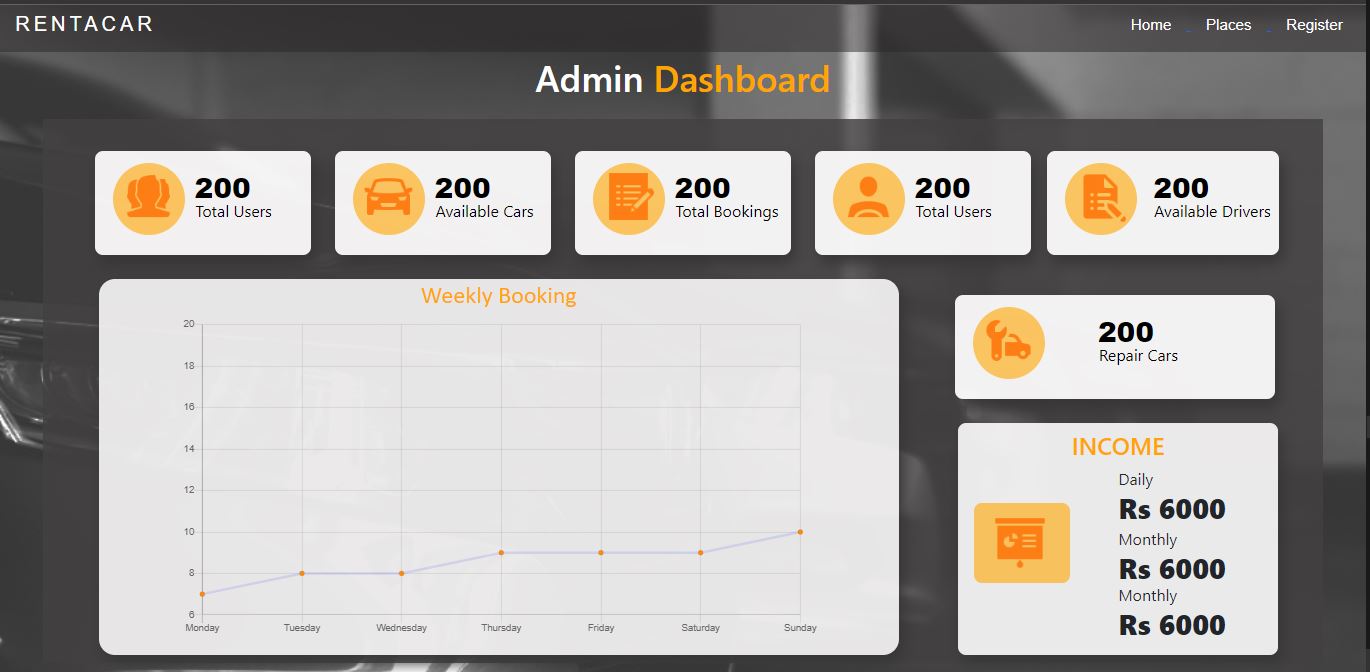 RENTACAR
Home Places Register
Admin Dashboard
200
Total Users
200
Available Cars
200
Total Bookings
200
Total Users
200
Available Drivers
Weekly Booking
20
18
16
14
12
10
8
6
Monday Tuesday Wednesday Thursday Friday Saturday Sunday
200
Repair Cars
INCOME
Daily
Rs 6000
Monthly
Rs 6000
Monthly
Rs 6000